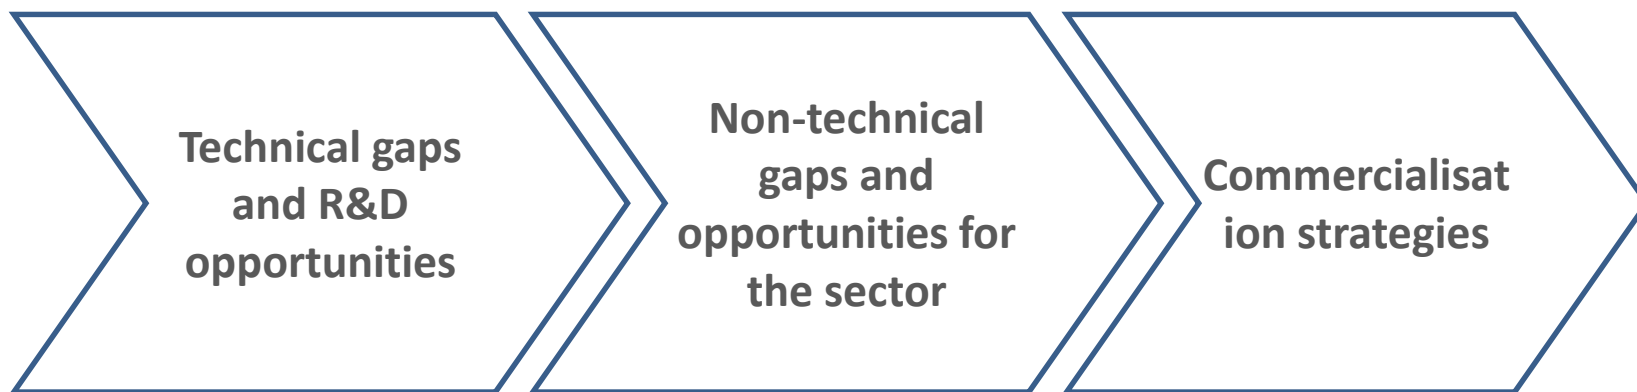 Technical gaps
and R&D
opportunities
Non-technical
gaps and
opportunities for
the sector
Commercialisat
ion strategies